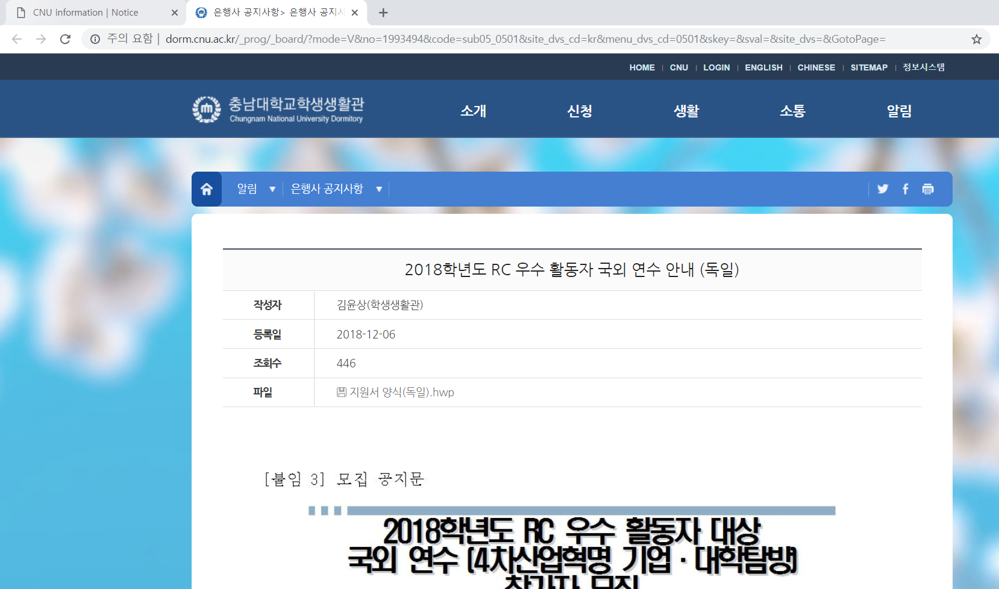 CNU information | Notice
은행사 공지사항> 은행사 공지사
주의 요함 | dorm.cnu.ac.kr/_prog/_board/?mode=V&no=1993494&code=sub05_0501&site_dvs_cd=kr&menu_dvs_cd=0501&skey=&sval=&site_dvs=&GotoPage=
HOME | CNU | LOGIN | ENGLISH | CHINESE | SITEMAP | 정보시스템
충남대학교학생생활관
Chungnam National University Dormitory
소개 신청 생활 소통 알림
알림 ▼ 은행사 공지사항 ▼
2018학년도 RC 우수 활동자 국외 연수 안내 (독일)
작성자 김윤상(학생생활관)
등록일 2018-12-06
조회수 446
파일 지원서 양식(독일).hwp
[붙임 3] 모집 공지문
2018학년도 RC 우수 활동자 대상
국외 연수 [4차산업혁명 기업·대학탐방]
참가자 모집